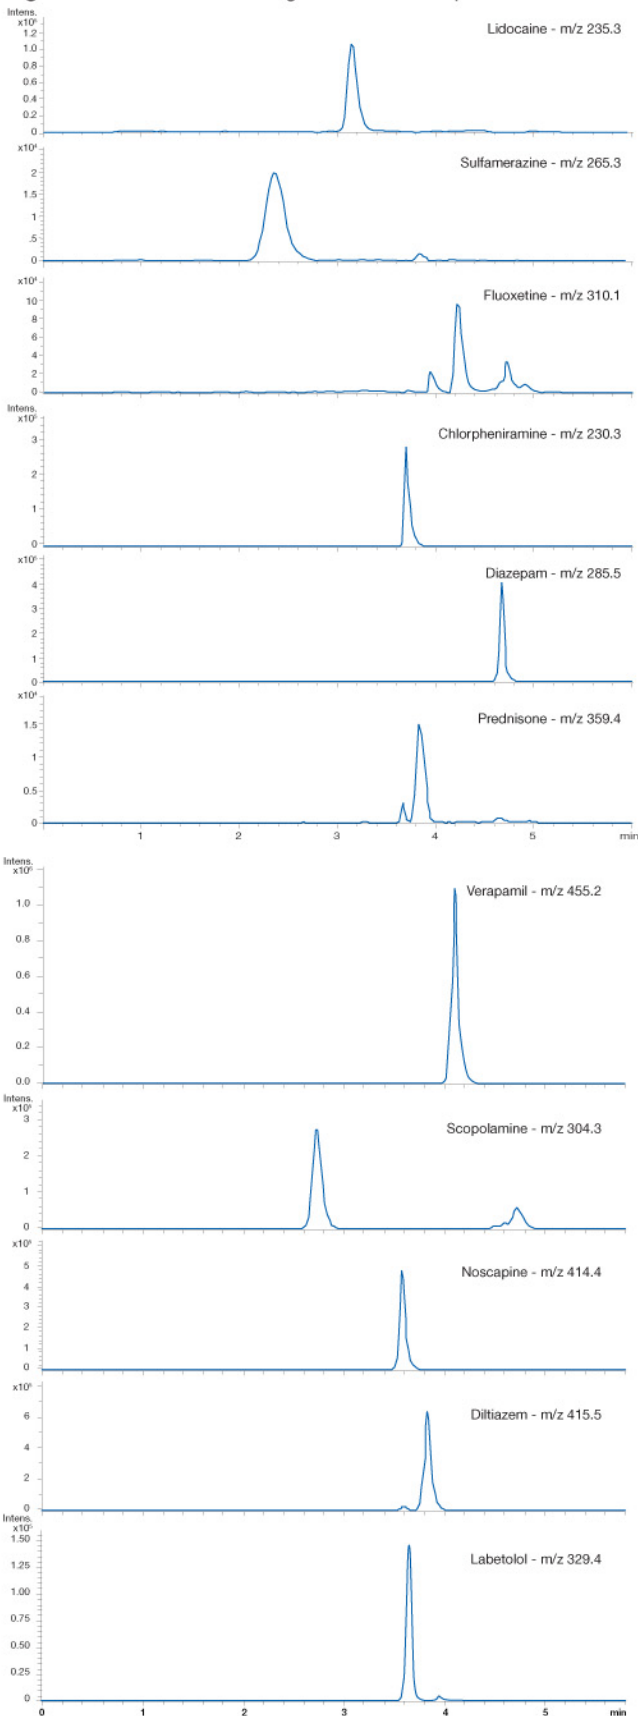 Intens.
x10⁶
Lidocaine - m/z 235.3
1.2
1.0
0.8
0.6
0.4
0.2
0
x10⁴
Sulfamerazine - m/z 265.3
2
1.5
1
.5
0
x10⁴
Fluoxetine - m/z 310.1
10
8
6
4
2
0
Intens.
Chlorpheniramine - m/z 230.3
3
2
1
0
Diazepam - m/z 285.5
4
3
2
1
0
x10⁴
Prednisone - m/z 359.4
1.5
1
0.5
0
1 2 3 4 5 min
Intens.
x10⁶
Verapamil - m/z 455.2
1.0
0.8
0.6
0.4
0.2
0.0
Intens.
Scopolamine - m/z 304.3
3
2
1
0
Noscapine - m/z 414.4
5
4
3
2
1
0
Diltiazem - m/z 415.5
6
4
2
0
Intens.
Labetolol - m/z 329.4
1.50
1.25
1.00
0.75
0.50
0.25
0
0 1 2 3 4 5 min